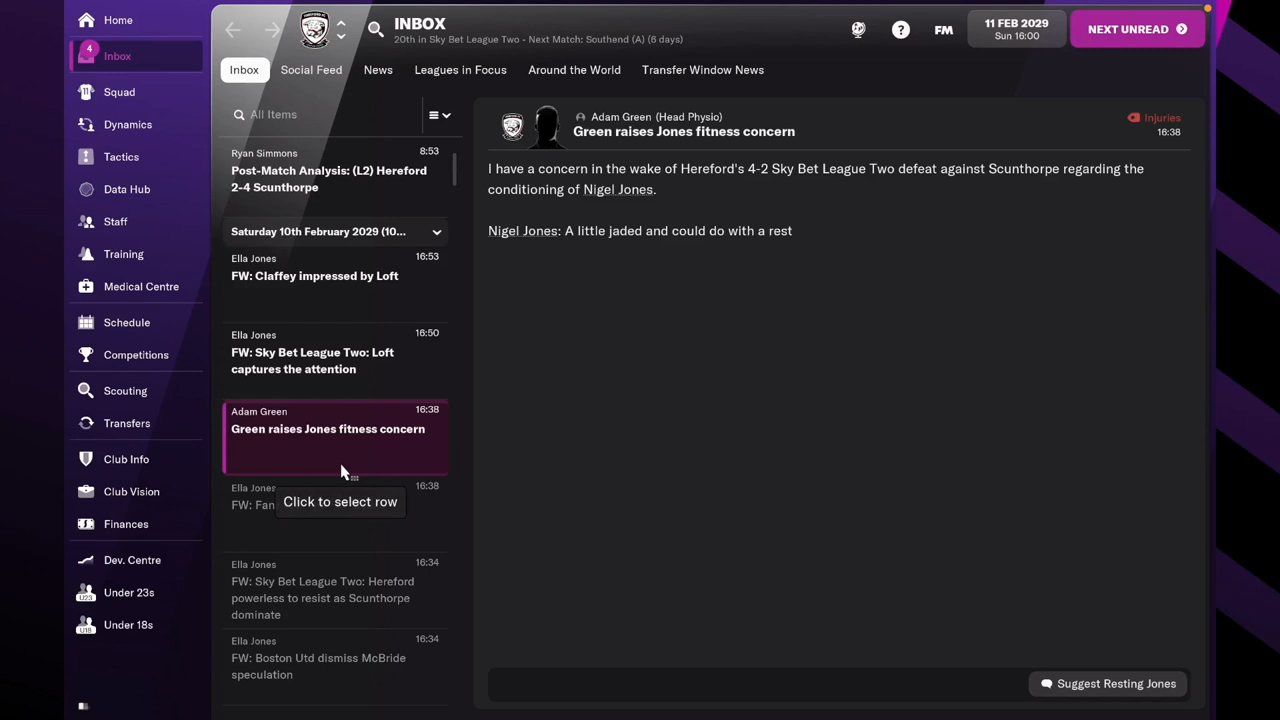 Home
4
Inbox
Squad
Dynamics
Tactics
Data Hub
Staff
Training
Medical Centre
Schedule
Competitions
Scouting
Transfers
Club Info
Club Vision
Finances
Dev. Centre
U23
Under 23s
U18
Under 18s
INBOX
20th in Sky Bet League Two - Next Match: Southend (A) (6 days)
?
FM
11 FEB 2029
Sun 16:00
NEXT UNREAD
Inbox
Social Feed
News
Leagues in Focus
Around the World
Transfer Window News
All Items
Ryan Simmons
8:53
Post-Match Analysis: (L2) Hereford
2-4 Scunthorpe
Saturday 10th February 2029 (10...
Ella Jones
16:53
FW: Claffey impressed by Loft
Ella Jones
16:50
FW: Sky Bet League Two: Loft
captures the attention
Adam Green
16:38
Green raises Jones fitness concern
Ella Jones
16:38
FW: Fan
Click to select row
Ella Jones
16:34
FW: Sky Bet League Two: Hereford
powerless to resist as Scunthorpe
dominate
Ella Jones
16:34
FW: Boston Utd dismiss McBride
speculation
Adam Green (Head Physio)
Green raises Jones fitness concern
Injuries
16:38
I have a concern in the wake of Hereford's 4-2 Sky Bet League Two defeat against Scunthorpe regarding the
conditioning of Nigel Jones.
Nigel Jones: A little jaded and could do with a rest
Suggest Resting Jones